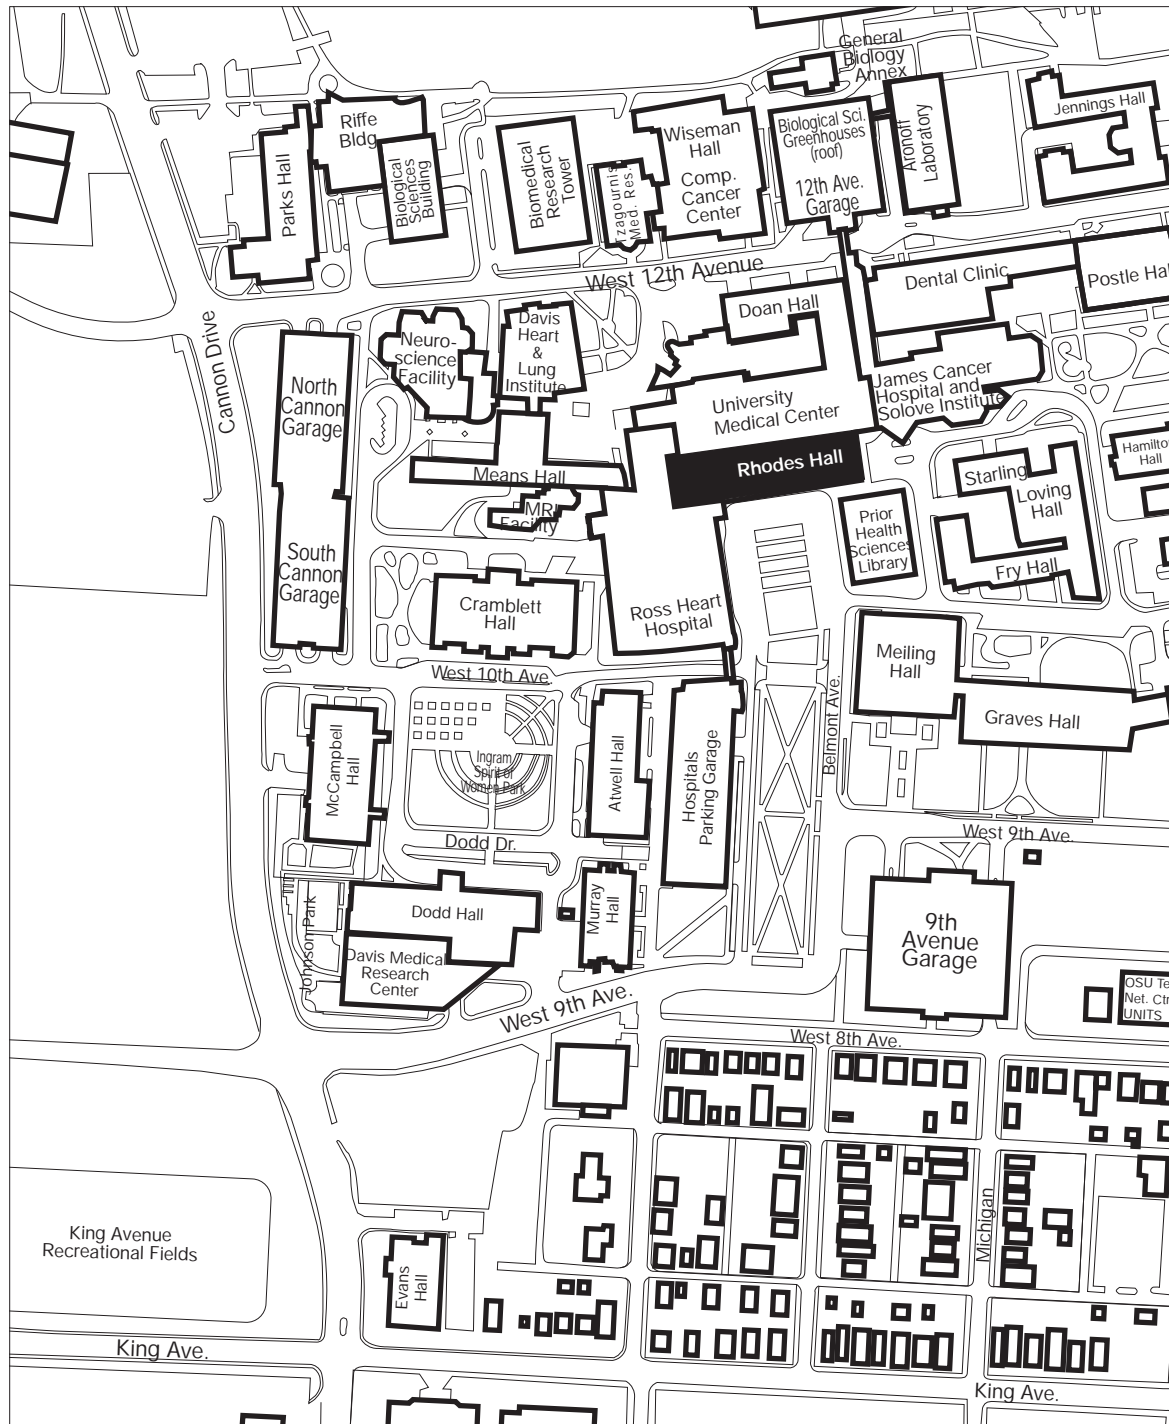 General
Biology
Annex
Riffe
Bldg.
Parks Hall
Biological
Sciences
Building
Biomedical
Research
Tower
Tzagournis
Med. Res.
Wiseman
Hall
Comp.
Cancer
Center
Biological Sci.
Greenhouses
(roof)
12th Ave.
Garage
Aronoff
Laboratory
Jennings Hall
West 12th Avenue
Dental Clinic
Postle Hal
Cannon Drive
Neuro-
science
Facility
Davis
Heart
&
Lung
Institute
Doan Hall
North
Cannon
Garage
University
Medical Center
James Cancer
Hospital and
Solove Institute
Means Hall
Rhodes Hall
Starling
Loving
Hall
Hamilto
Hall
MRI
Facility
Prior
Health
Sciences
Library
South
Cannon
Garage
Fry Hall
Cramblett
Hall
Ross Heart
Hospital
West 10th Ave.
Meiling
Hall
Graves Hall
Belmont Ave.
McCampbell
Hall
Ingram
Spirit of
Women Park
Atwell Hall
Hospitals
Parking Garage
West 9th Ave.
Dodd Dr.
Johnson Park
Dodd Hall
Murray
Hall
9th
Avenue
Garage
Davis Medical
Research
Center
OSU Te
Net. Ctr
UNITS
West 9th Ave.
West 8th Ave.
Michigan
King Avenue
Recreational Fields
Evans
Hall
King Ave.
King Ave.